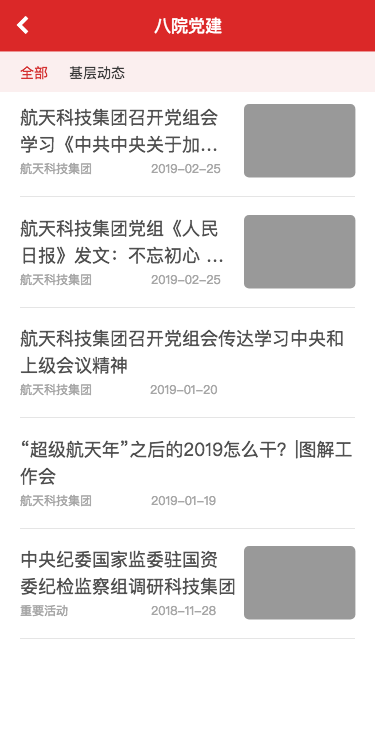 八院党建
全部 基层动态
航天科技集团召开党组会
学习《中共中央关于加...
航天科技集团 2019-02-25
航天科技集团党组《人民
日报》发文：不忘初心 ...
航天科技集团 2019-02-25
航天科技集团召开党组会传达学习中央和
上级会议精神
航天科技集团 2019-01-20
“超级航天年”之后的2019怎么干？|图解工
作会
航天科技集团 2019-01-19
中央纪委国家监委驻国资
委纪检监察组调研科技集团
重要活动 2018-11-28